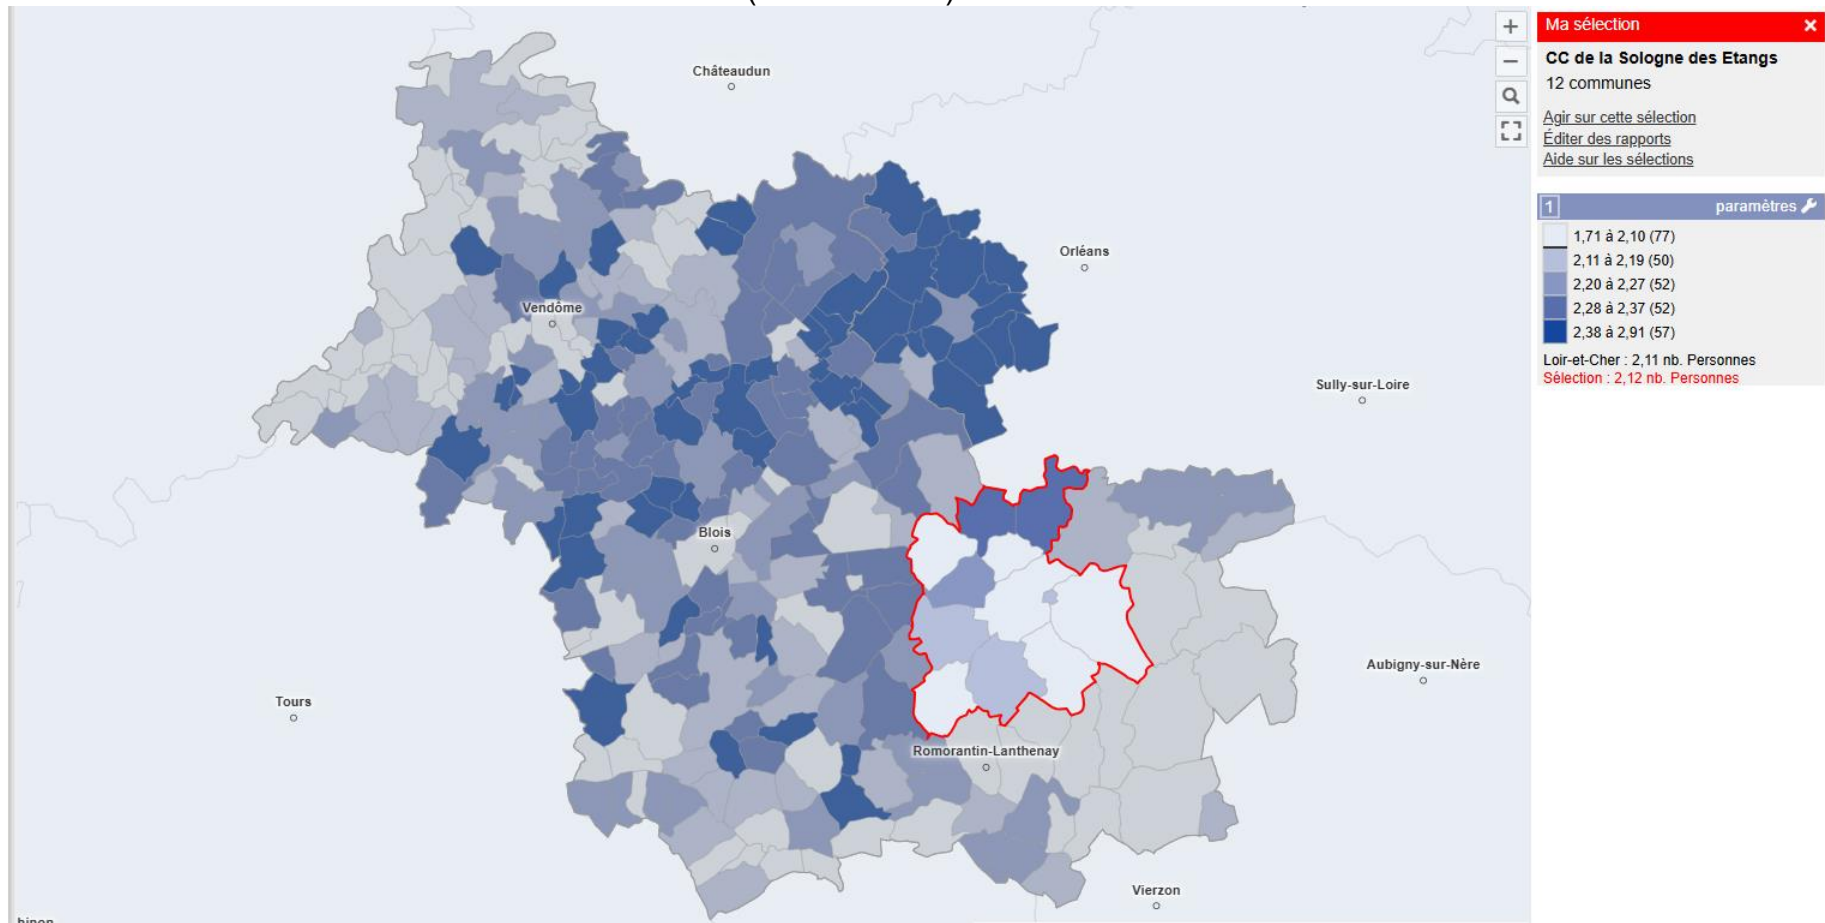 Châteaudun
Orléans
Vendôme
Sully-sur-Loire
Blois
Aubigny-sur-Nère
Tours
Romorantin-Lanthenay
Vierzon
+
−
Ma sélection ×
CC de la Sologne des Etangs
12 communes
Agir sur cette sélection
Éditer des rapports
Aide sur les sélections
1 paramètres
1,71 à 2,10 (77)
2,11 à 2,19 (50)
2,20 à 2,27 (52)
2,28 à 2,37 (52)
2,38 à 2,91 (57)
Loir-et-Cher : 2,11 nb. Personnes
Sélection : 2,12 nb. Personnes